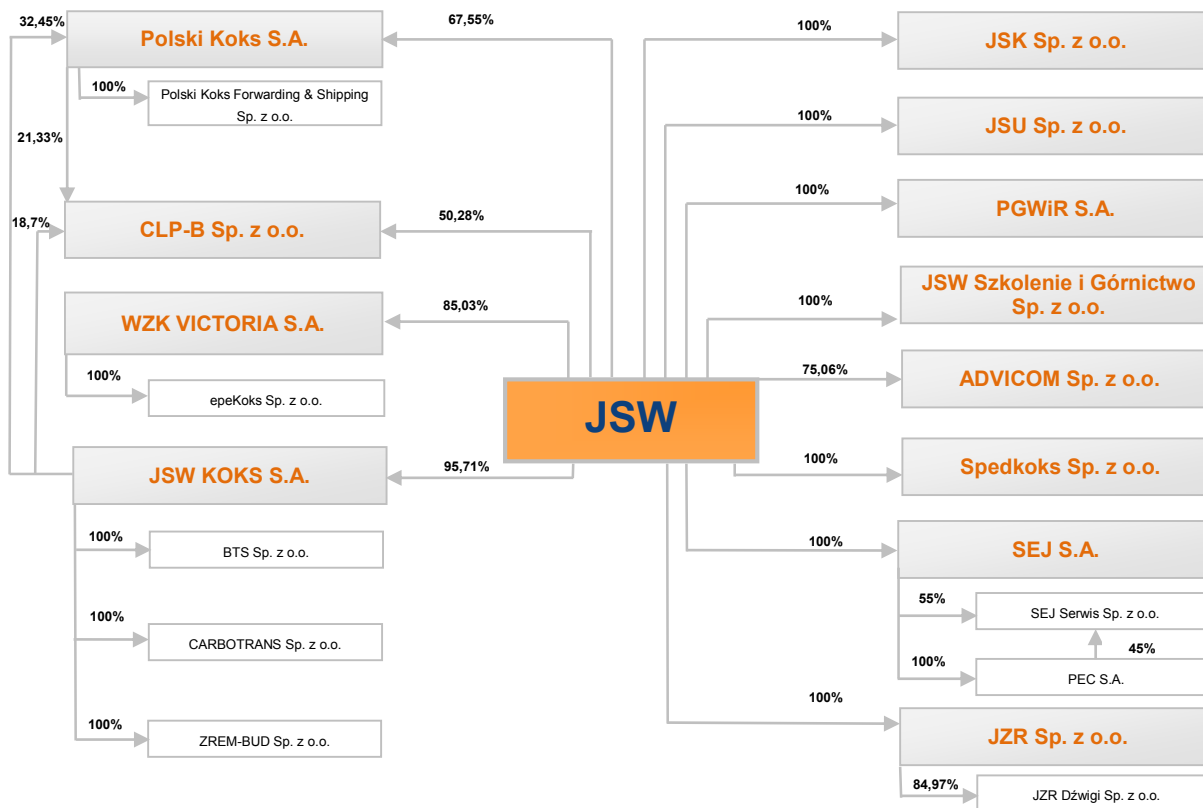 32,45%
67,55%
Polski Koks S.A.
100%
Polski Koks Forwarding & Shipping
Sp. z o.o.
21,33%
18,7%
50,28%
CLP-B Sp. z o.o.
85,03%
WZK VICTORIA S.A.
100%
epeKoks Sp. z o.o.
95,71%
JSW KOKS S.A.
100%
BTS Sp. z o.o.
100%
CARBOTRANS Sp. z o.o.
100%
ZREM-BUD Sp. z o.o.
JSW
100%
JSK Sp. z o.o.
100%
JSU Sp. z o.o.
100%
PGWiR S.A.
100%
JSW Szkolenie i Górnictwo
Sp. z o.o.
75,06%
ADVICOM Sp. z o.o.
100%
Spedkoks Sp. z o.o.
100%
SEJ S.A.
55%
SEJ Serwis Sp. z o.o.
45%
100%
PEC S.A.
100%
JZR Sp. z o.o.
84,97%
JZR Dźwigi Sp. z o.o.